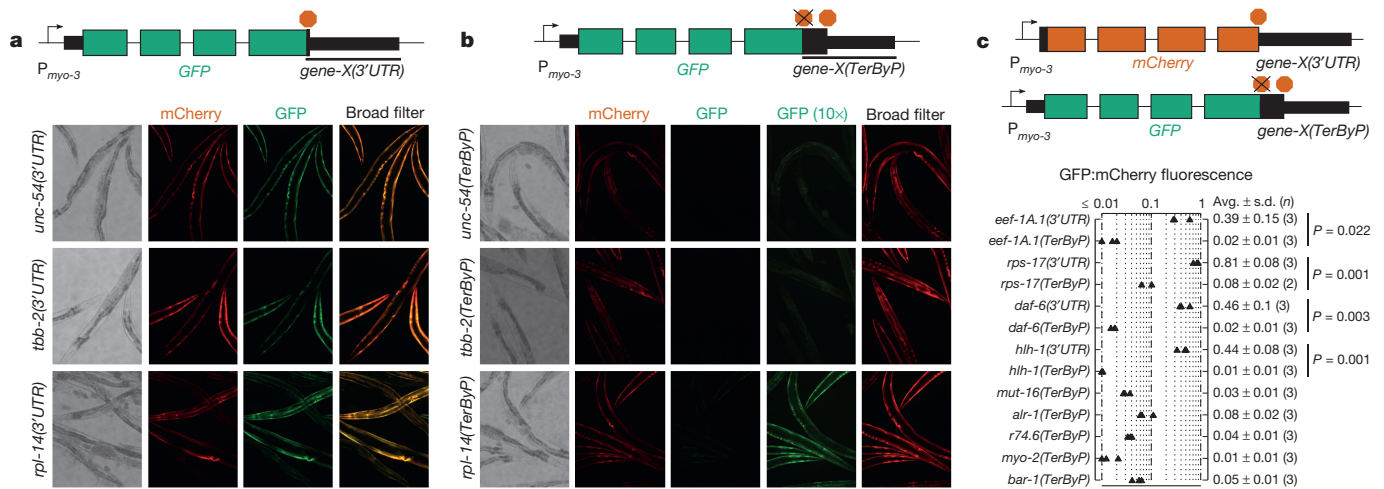 a
P myo-3
GFP
gene-X(3′UTR)
mCherry
GFP
Broad filter
unc-54(3′UTR)
tbb-2(3′UTR)
rpl-14(3′UTR)
b
P myo-3
GFP
gene-X(TerByP)
mCherry
GFP
GFP (10×)
Broad filter
unc-54(TerByP)
tbb-2(TerByP)
rpl-14(TerByP)
c
P myo-3
mCherry
gene-X(3′UTR)
P myo-3
GFP
gene-X(TerByP)
GFP:mCherry fluorescence
≤ 0.01 0.1 1 Avg. ± s.d. (n)
eef-1A.1(3′UTR) 0.39 ± 0.15 (3)
eef-1A.1(TerByP) 0.02 ± 0.01 (3)
P = 0.022
rps-17(3′UTR) 0.81 ± 0.08 (3)
rps-17(TerByP) 0.08 ± 0.02 (2)
P = 0.001
daf-6(3′UTR) 0.46 ± 0.1 (3)
daf-6(TerByP) 0.02 ± 0.01 (3)
P = 0.003
hlh-1(3′UTR) 0.44 ± 0.08 (3)
hlh-1(TerByP) 0.01 ± 0.01 (3)
P = 0.001
mut-16(TerByP) 0.03 ± 0.01 (3)
alr-1(TerByP) 0.08 ± 0.02 (3)
r74.6(TerByP) 0.04 ± 0.01 (3)
myo-2(TerByP) 0.01 ± 0.01 (3)
bar-1(TerByP) 0.05 ± 0.01 (3)